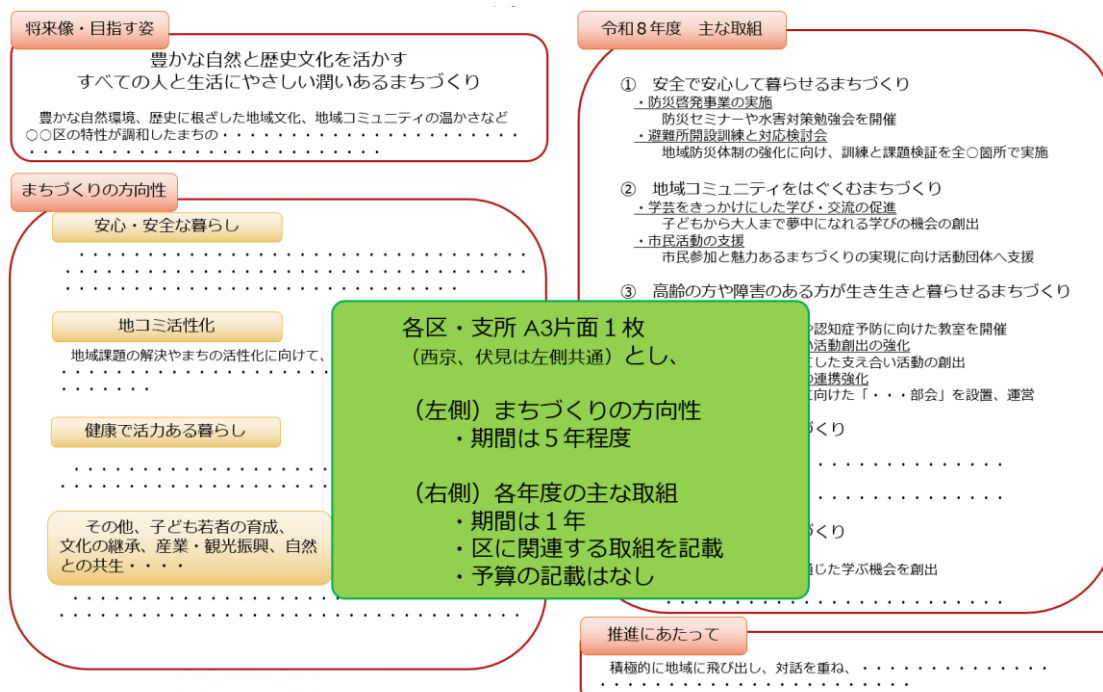 将来像・目指す姿
豊かな自然と歴史文化を活かす
すべての人と生活にやさしい潤いあるまちづくり
豊かな自然環境、歴史に根ざした地域文化、地域コミュニティの温かさなど
○○区の特性が調和したまちの・・・・・・・・・・・・・・・・・・・・・・・
・・・・・・・・・・・・・・・・・・・・・・・・・・・
まちづくりの方向性
安心・安全な暮らし
・・・・・・・・・・・・・・・・・・・・・・・・・・・・・・
・・・・・・・・・・・・・・・・・・・・・・・・・・・・・・・
・・・・・・・・・・・・・・・・・・・・・・・・
地コミ活性化
地域課題の解決やまちの活性化に向けて、
・・・・・・・・・・・・・・・・・・
・・・・・・・
健康で活力ある暮らし
・・・・・・・・・・・・・・・・・
・・・・・・・・・・・・・・・・・・
その他、子ども若者の育成、
文化の継承、産業・観光振興、自然
との共生・・・・
・・・・・・・・・・・・・・・・・・
・・・・・・・・・・・・・・・・・・・・・・・・・・・・・・・
令和8年度　主な取組
① 安全で安心して暮らせるまちづくり
・防災啓発事業の実施
防災セミナーや水害対策勉強会を開催
・避難所開設訓練と対応検討会
地域防災体制の強化に向け、訓練と課題検証を全○箇所で実施
② 地域コミュニティをはぐくむまちづくり
・学芸をきっかけにした学び・交流の促進
子どもから大人まで夢中になれる学びの機会の創出
・市民活動の支援
市民参加と魅力あるまちづくりの実現に向け活動団体へ支援
③ 高齢の方や障害のある方が生き生きと暮らせるまちづくり
認知症予防に向けた教室を開催
活動創出の強化
した支え合い活動の創出
連携強化
に向けた「・・・部会」を設置、運営
づくり
・・・・・・・・・・・・・
・・・・・・・・・・・・・
づくり
通じた学ぶ機会を創出
・・・・・・・・・・・・・・・・・・・・・・・
各区・支所 A3片面１枚
（西京、伏見は左側共通）とし、
（左側）まちづくりの方向性
・期間は５年程度
（右側）各年度の主な取組
・期間は１年
・区に関連する取組を記載
・予算の記載はなし
推進にあたって
積極的に地域に飛び出し、対話を重ね、・・・・・・・・・・・・・・・
・・・・・・・・・・・・・・・・・・・・・・・・